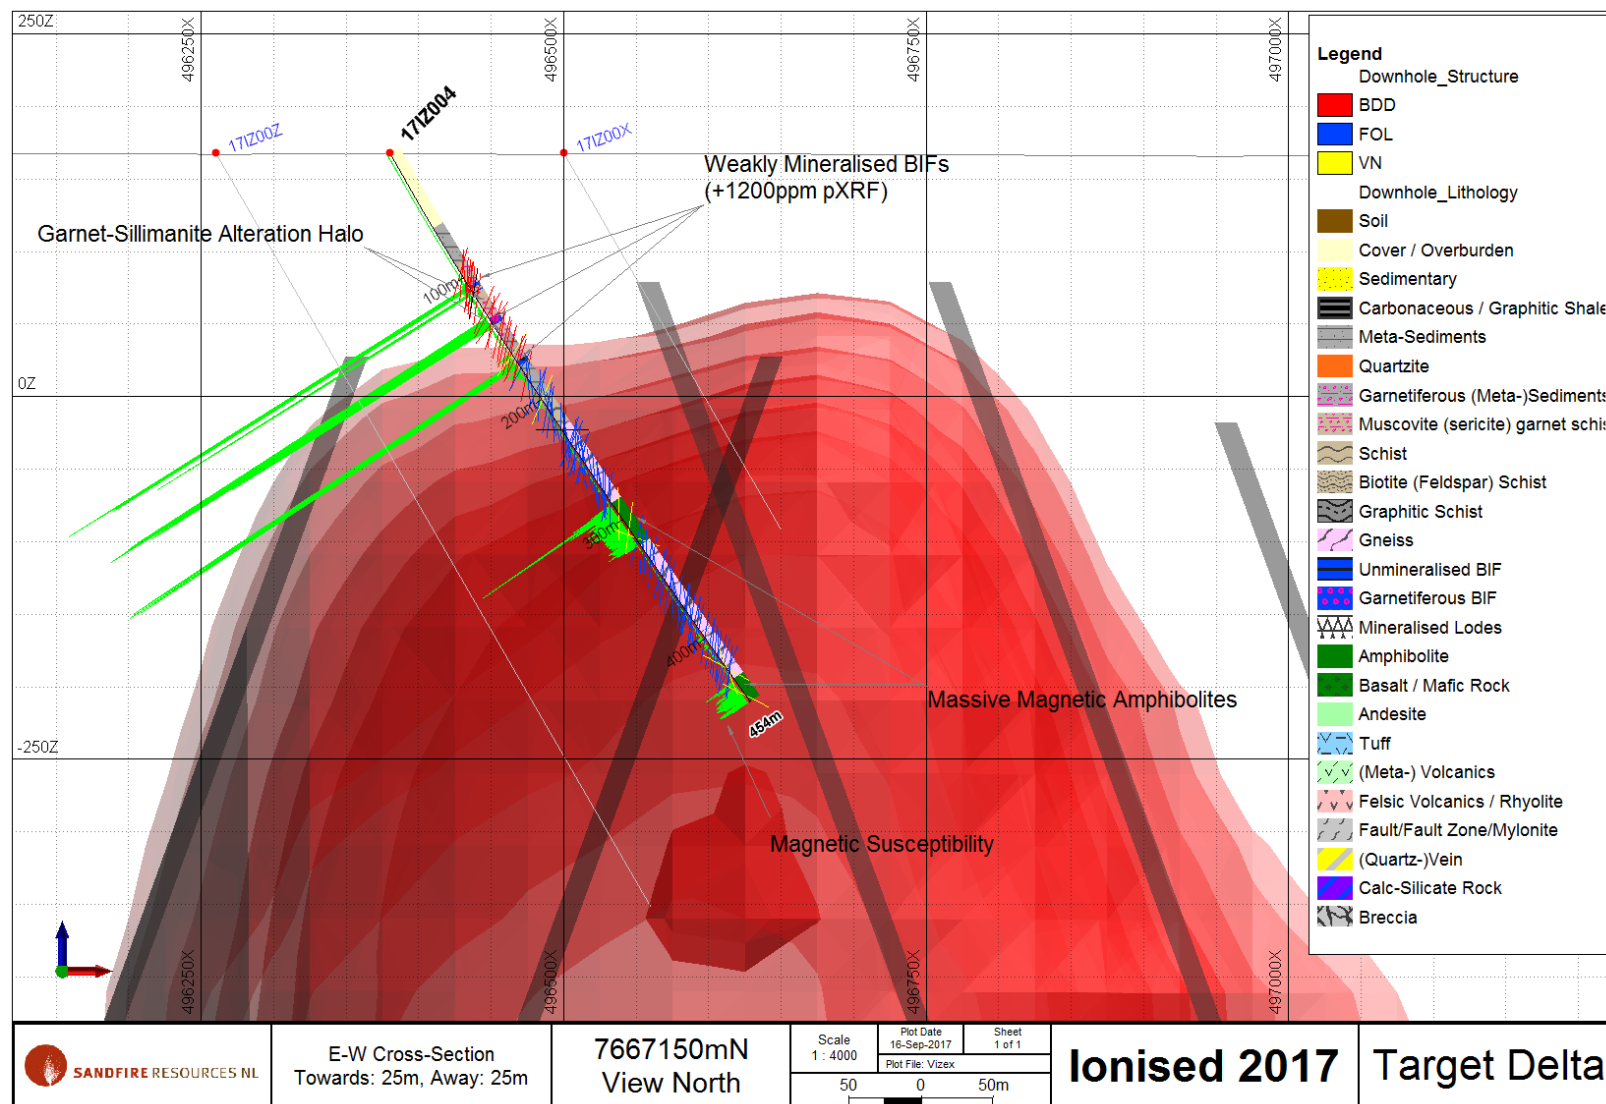 250Z
496250X
496500X
496750X
497000X
17IZ00Z
17IZ004
17IZ00X
Weakly Mineralised BIFs
(+1200ppm pXRF)
Garnet-Sillimanite Alteration Halo
100m
0Z
200m
300m
400m
454m
Massive Magnetic Amphibolites
-250Z
Magnetic Susceptibility
496250X
496500X
496750X
497000X
Legend
Downhole_Structure
BDD
FOL
VN
Downhole_Lithology
Soil
Cover / Overburden
Sedimentary
Carbonaceous / Graphitic Shale
Meta-Sediments
Quartzite
Garnetiferous (Meta-)Sediments
Muscovite (sericite) garnet schis
Schist
Biotite (Feldspar) Schist
Graphitic Schist
Gneiss
Unmineralised BIF
Garnetiferous BIF
Mineralised Lodes
Amphibolite
Basalt / Mafic Rock
Andesite
Tuff
(Meta-) Volcanics
Felsic Volcanics / Rhyolite
Fault/Fault Zone/Mylonite
(Quartz-)Vein
Calc-Silicate Rock
Breccia
SANDFIRE RESOURCES NL
E-W Cross-Section
Towards: 25m, Away: 25m
7667150mN
View North
Scale
1 : 4000
Plot Date
16-Sep-2017
Sheet
1 of 1
Plot File: Vizex
50 0 50m
Ionised 2017
Target Delta